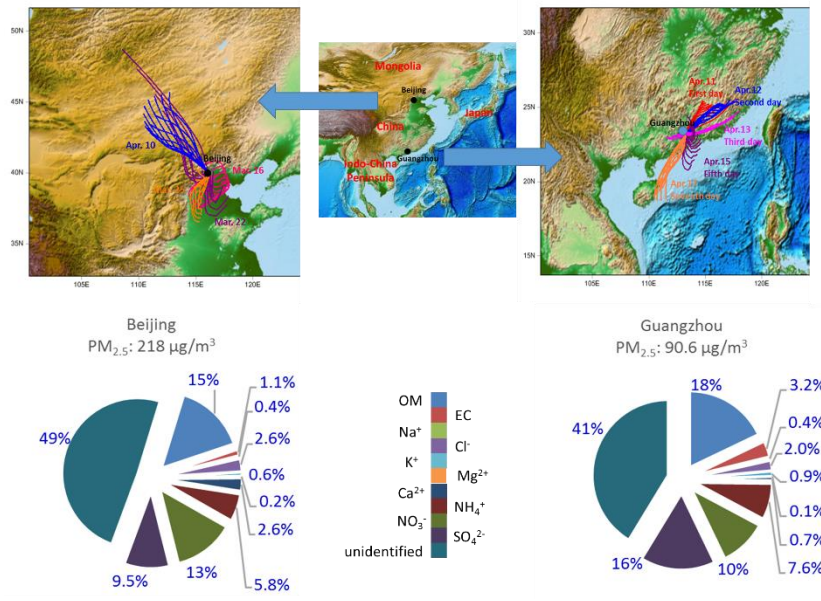 50N
45N
40N
35N
105E
110E
115E
120E
Apr. 10
Beijing
Mar. 16
Mar. 22
Mongolia
Beijing
China
Japan
Guangzhou
Indo-China
Peninsula
30N
25N
20N
15N
105E
110E
115E
120E
Apr.11
First day
Apr.12
Second day
Guangzhou
Apr.13
Third day
Apr.15
Fifth day
Beijing
PM2.5: 218 μg/m³
15%
1.1%
0.4%
2.6%
0.6%
0.2%
2.6%
5.8%
13%
9.5%
49%
OM
EC
Na⁺
Cl⁻
K⁺
Mg²⁺
Ca²⁺
NH₄⁺
NO₃⁻
SO₄²⁻
unidentified
Guangzhou
PM2.5: 90.6 μg/m³
18%
3.2%
0.4%
2.0%
0.9%
0.1%
0.7%
7.6%
10%
16%
41%